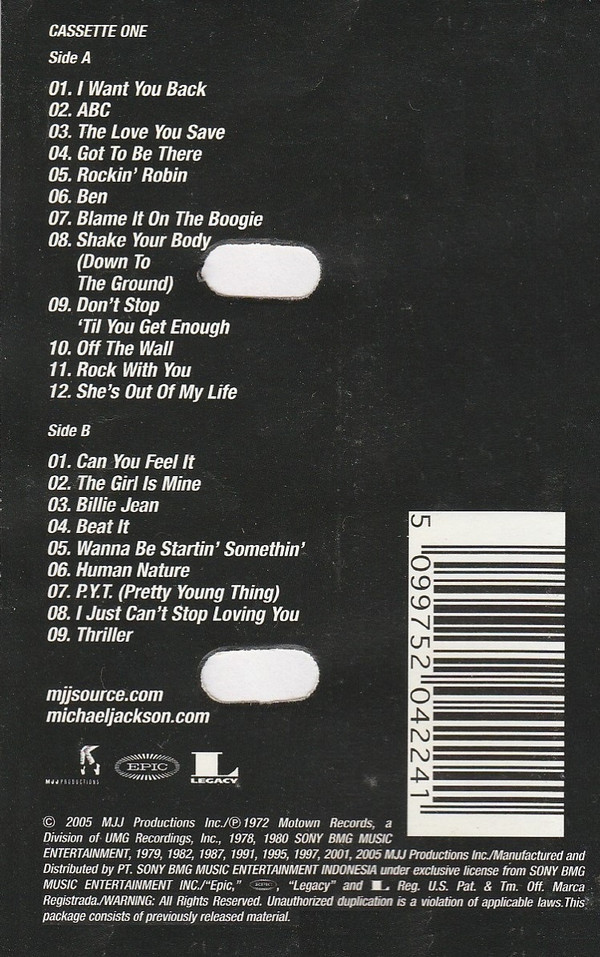 CASSETTE ONE
Side A
01. I Want You Back
02. ABC
03. The Love You Save
04. Got To Be There
05. Rockin' Robin
06. Ben
07. Blame It On The Boogie
08. Shake Your Body
(Down To
The Ground)
09. Don't Stop
'Til You Get Enough
10. Off The Wall
11. Rock With You
12. She's Out Of My Life
Side B
01. Can You Feel It
02. The Girl Is Mine
03. Billie Jean
04. Beat It
05. Wanna Be Startin' Somethin'
06. Human Nature
07. P.Y.T. (Pretty Young Thing)
08. I Just Can't Stop Loving You
09. Thriller
mjjsource.com
michaeljackson.com
MJJ PRODUCTIONS
EPIC
L
LEGACY
5 099752 042241
© 2005 MJJ Productions Inc./℗ 1972 Motown Records, a
Division of UMG Recordings, Inc., 1978, 1980 SONY BMG MUSIC
ENTERTAINMENT, 1979, 1982, 1987, 1991, 1995, 1997, 2001, 2005 MJJ Productions Inc./Manufactured and
Distributed by PT. SONY BMG ENTERTAINMENT INDONESIA under exclusive license from SONY BMG
MUSIC ENTERTAINMENT INC./"Epic," , "Legacy" and L Reg. U.S. Pat. & Tm. Off. Marca
Registrada./WARNING: All Rights Reserved. Unauthorized duplication is a violation of applicable laws.This
package consists of previously released material.